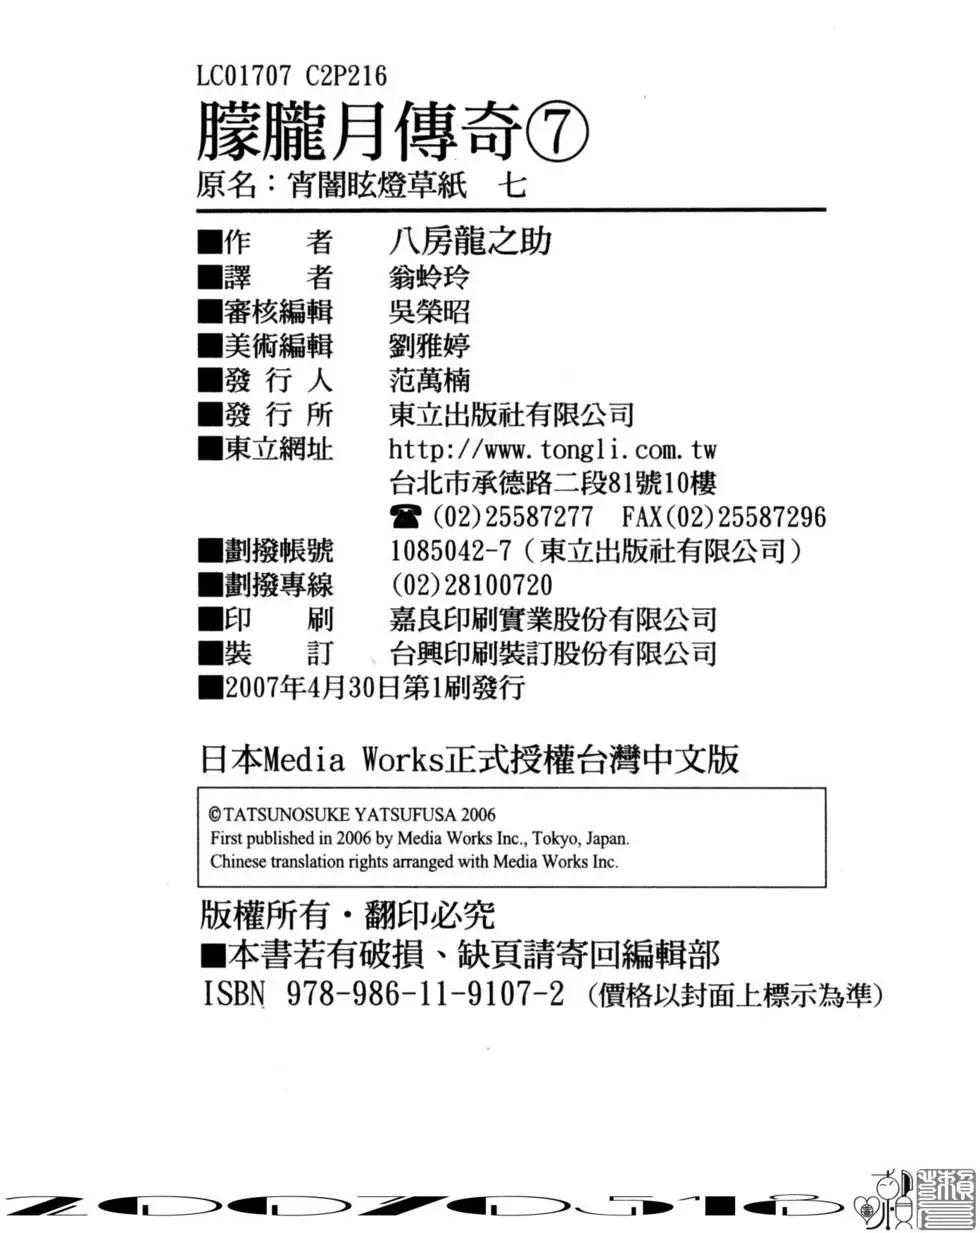 LC01707 C2P216
朦朧月傳奇⑦
原名：宵闇眩燈草紙　七
■作　　者　八房龍之助
■譯　　者　翁蛉玲
■審核編輯　吳榮昭
■美術編輯　劉雅婷
■發 行 人　范萬楠
■發 行 所　東立出版社有限公司
■東立網址　http://www.tongli.com.tw
台北市承德路二段81號10樓
☎(02)25587277　FAX(02)25587296
■劃撥帳號　1085042-7（東立出版社有限公司）
■劃撥專線　(02)28100720
■印　　刷　嘉良印刷實業股份有限公司
■裝　　訂　台興印刷裝訂股份有限公司
■2007年4月30日第1刷發行
日本Media Works正式授權台灣中文版
©TATSUNOSUKE YATSUFUSA 2006
First published in 2006 by Media Works Inc., Tokyo, Japan.
Chinese translation rights arranged with Media Works Inc.
版權所有・翻印必究
■本書若有破損、缺頁請寄回編輯部
ISBN 978-986-11-9107-2（價格以封面上標示為準）
20070518